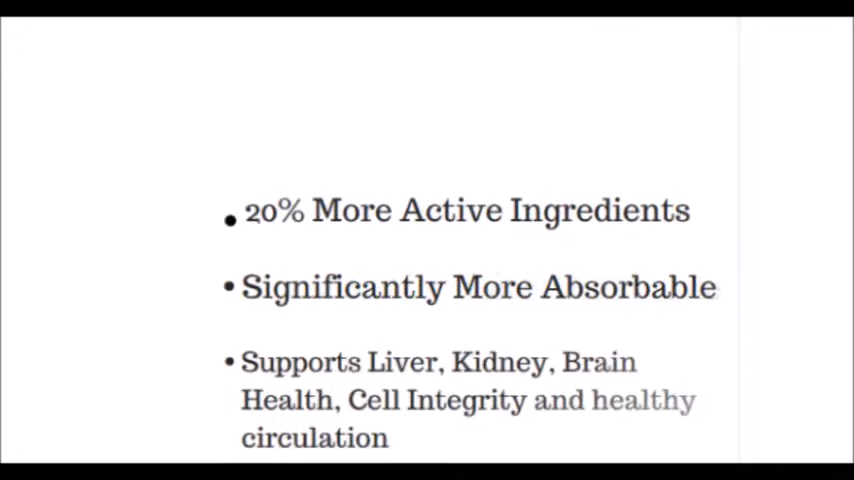 • 20% More Active Ingredients
• Significantly More Absorbable
• Supports Liver, Kidney, Brain
Health, Cell Integrity and healthy
circulation